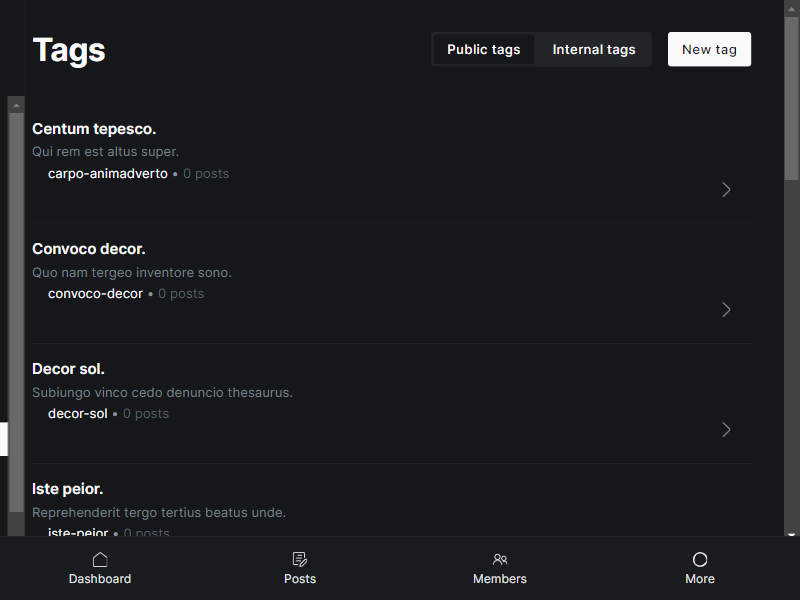 Tags
Public tags
Internal tags
New tag
Centum tepesco.
Qui rem est altus super.
carpo-animadverto • 0 posts
Convoco decor.
Quo nam tergeo inventore sono.
convoco-decor • 0 posts
Decor sol.
Subiungo vinco cedo denuncio thesaurus.
decor-sol • 0 posts
Iste peior.
Reprehenderit tergo tertius beatus unde.
iste-peior • 0 posts
Dashboard
Posts
Members
More